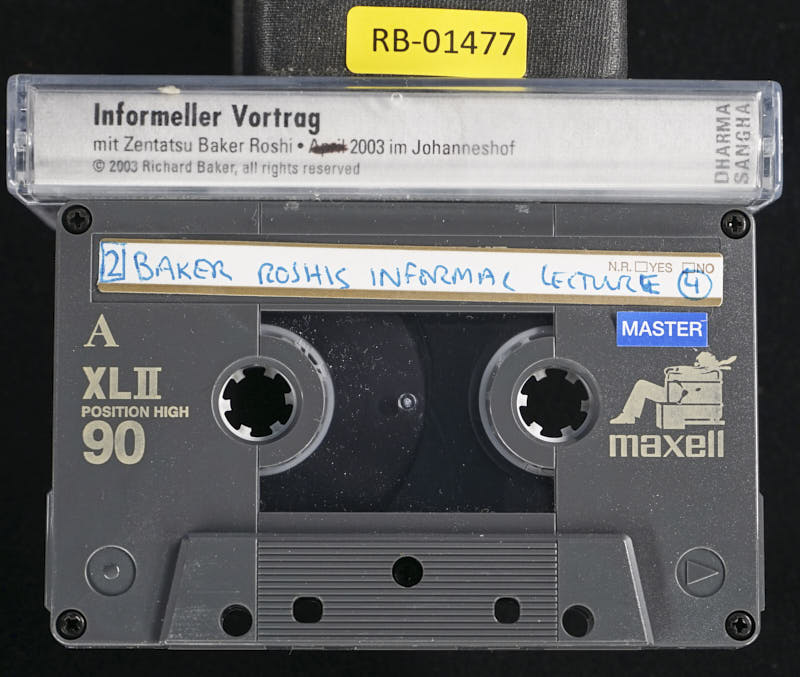 RB-01477
Informeller Vortrag
mit Zentatsu Baker Roshi • April 2003 im Johanneshof
© 2003 Richard Baker, all rights reserved
DHARMA
SANGHA
N.R. YES NO
2 BAKER ROSHIS INFORMAL LECTURE 4
A
MASTER
XLII
POSITION HIGH
90
maxell